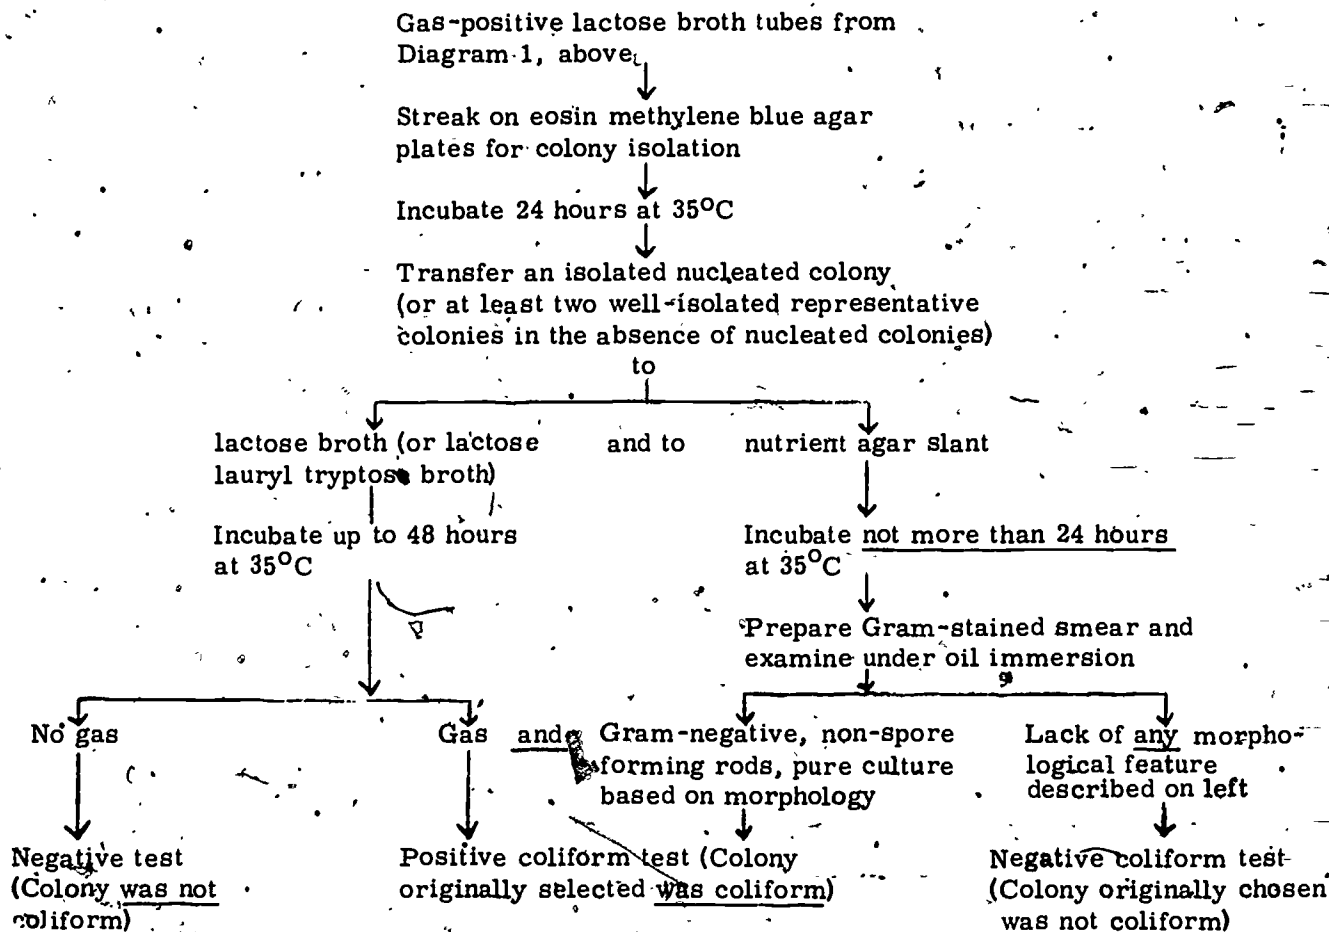 Gas-positive lactose broth tubes from
Diagram 1, above
Streak on eosin methylene blue agar
plates for colony isolation
Incubate 24 hours at 35°C
Transfer an isolated nucleated colony
(or at least two well-isolated representative
colonies in the absence of nucleated colonies)
to
lactose broth (or lactose
lauryl tryptose broth)
and to
nutrient agar slant
Incubate up to 48 hours
at 35°C
Incubate not more than 24 hours
at 35°C
Prepare Gram-stained smear and
examine under oil immersion
No gas
Gas
and
Gram-negative, non-spore
forming rods, pure culture
based on morphology
Lack of any morpho-
logical feature
described on left
Negative test
(Colony was not
coliform)
Positive coliform test (Colony
originally selected was coliform)
Negative coliform test
(Colony originally chosen
was not coliform)